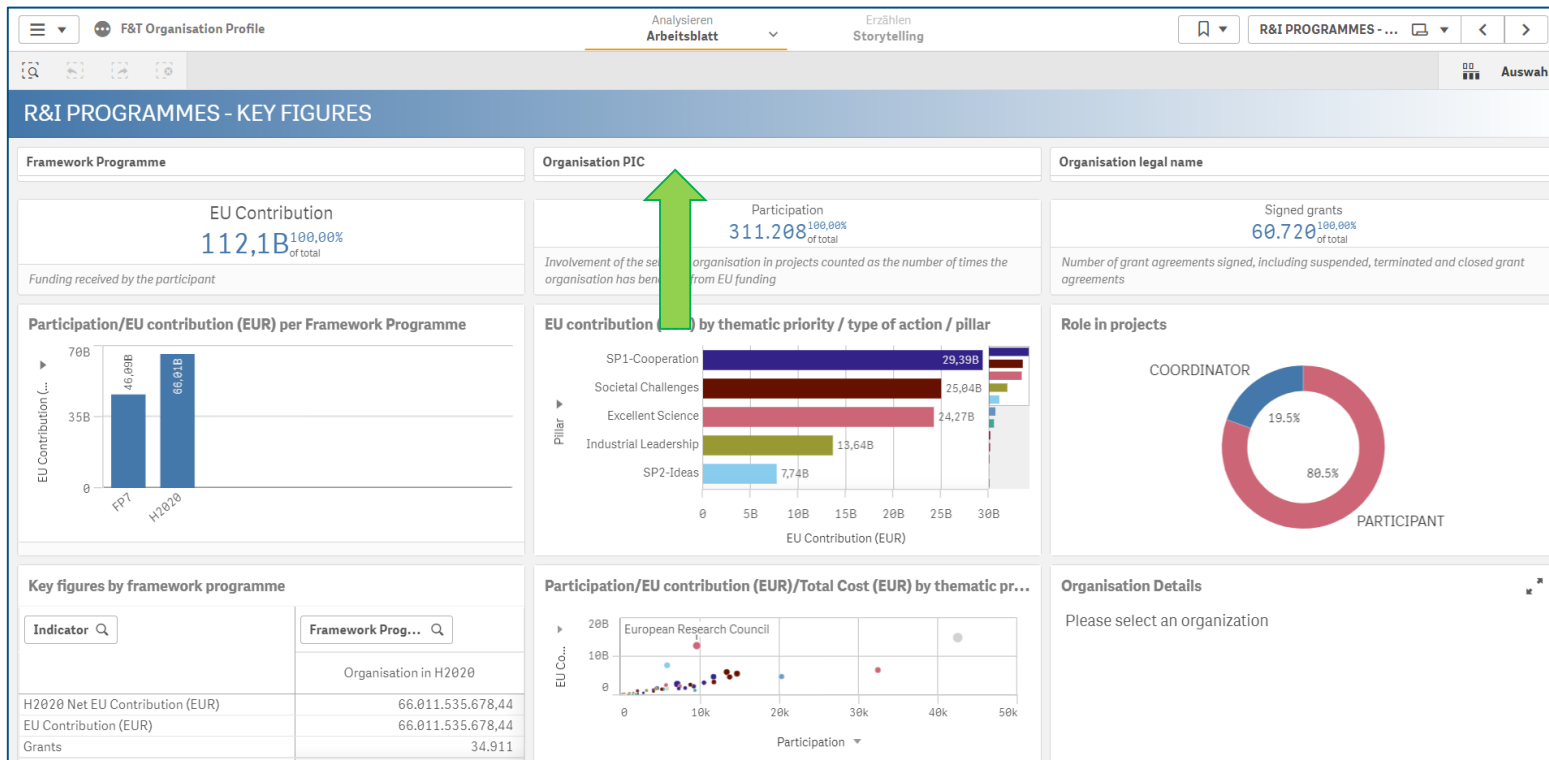 F&T Organisation Profile
Analysieren
Arbeitsblatt
Erzählen
Storytelling
R&I PROGRAMMES - ...
Auswah
R&I PROGRAMMES - KEY FIGURES
Framework Programme
Organisation PIC
Organisation legal name
EU Contribution
112,1B 100,00%
of total
Funding received by the participant
Participation
311.208 100,00%
of total
Involvement of the se organisation in projects counted as the number of times the
organisation has ben from EU funding
Signed grants
60.720 100,00%
of total
Number of grant agreements signed, including suspended, terminated and closed grant
agreements
Participation/EU contribution (EUR) per Framework Programme
EU Contribution (...
70B
35B
0
46,09B
66,01B
FP7
H2020
EU contribution ( ) by thematic priority / type of action / pillar
Pillar
SP1-Cooperation 29,39B
Societal Challenges 25,04B
Excellent Science 24,27B
Industrial Leadership 13,64B
SP2-Ideas 7,74B
0 5B 10B 15B 20B 25B 30B
EU Contribution (EUR)
Role in projects
COORDINATOR
19.5%
80.5%
PARTICIPANT
Key figures by framework programme
Indicator
Framework Prog...
Organisation in H2020
H2020 Net EU Contribution (EUR) 66.011.535.678,44
EU Contribution (EUR) 66.011.535.678,44
Grants 34.911
Participation/EU contribution (EUR)/Total Cost (EUR) by thematic pr...
EU Co...
20B
10B
0
European Research Council
0 10k 20k 30k 40k 50k
Participation
Organisation Details
Please select an organization